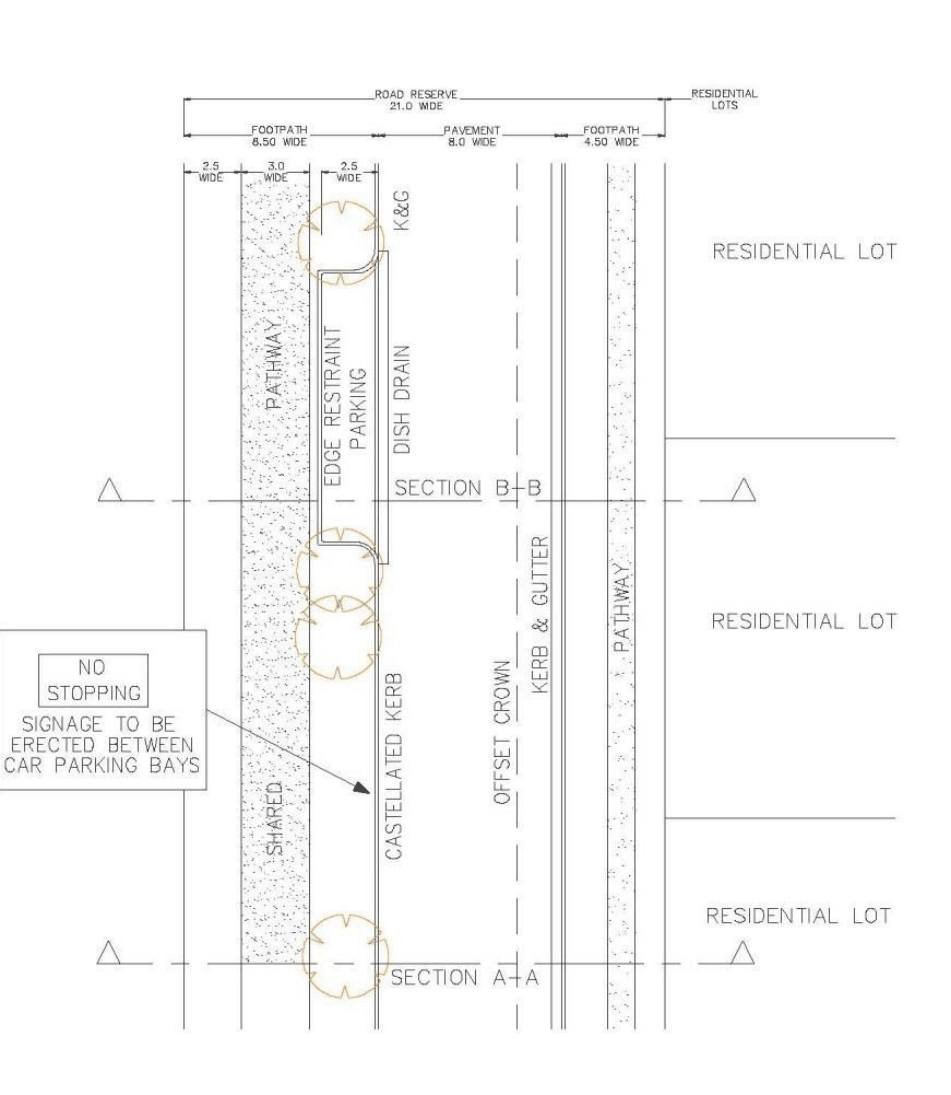 ROAD RESERVE
21.0 WIDE
RESIDENTIAL
LOTS
FOOTPATH
8.50 WIDE
PAVEMENT
8.0 WIDE
FOOTPATH
4.50 WIDE
2.5
WIDE
3.0
WIDE
2.5
WIDE
K&G
RESIDENTIAL LOT
PATHWAY
EDGE RESTRAINT
PARKING
DISH DRAIN
SECTION B-B
KERB & GUTTER
PATHWAY
RESIDENTIAL LOT
NO
STOPPING
SIGNAGE TO BE
ERECTED BETWEEN
CAR PARKING BAYS
SHARED
CASTELLATED KERB
OFFSET CROWN
RESIDENTIAL LOT
SECTION A-A